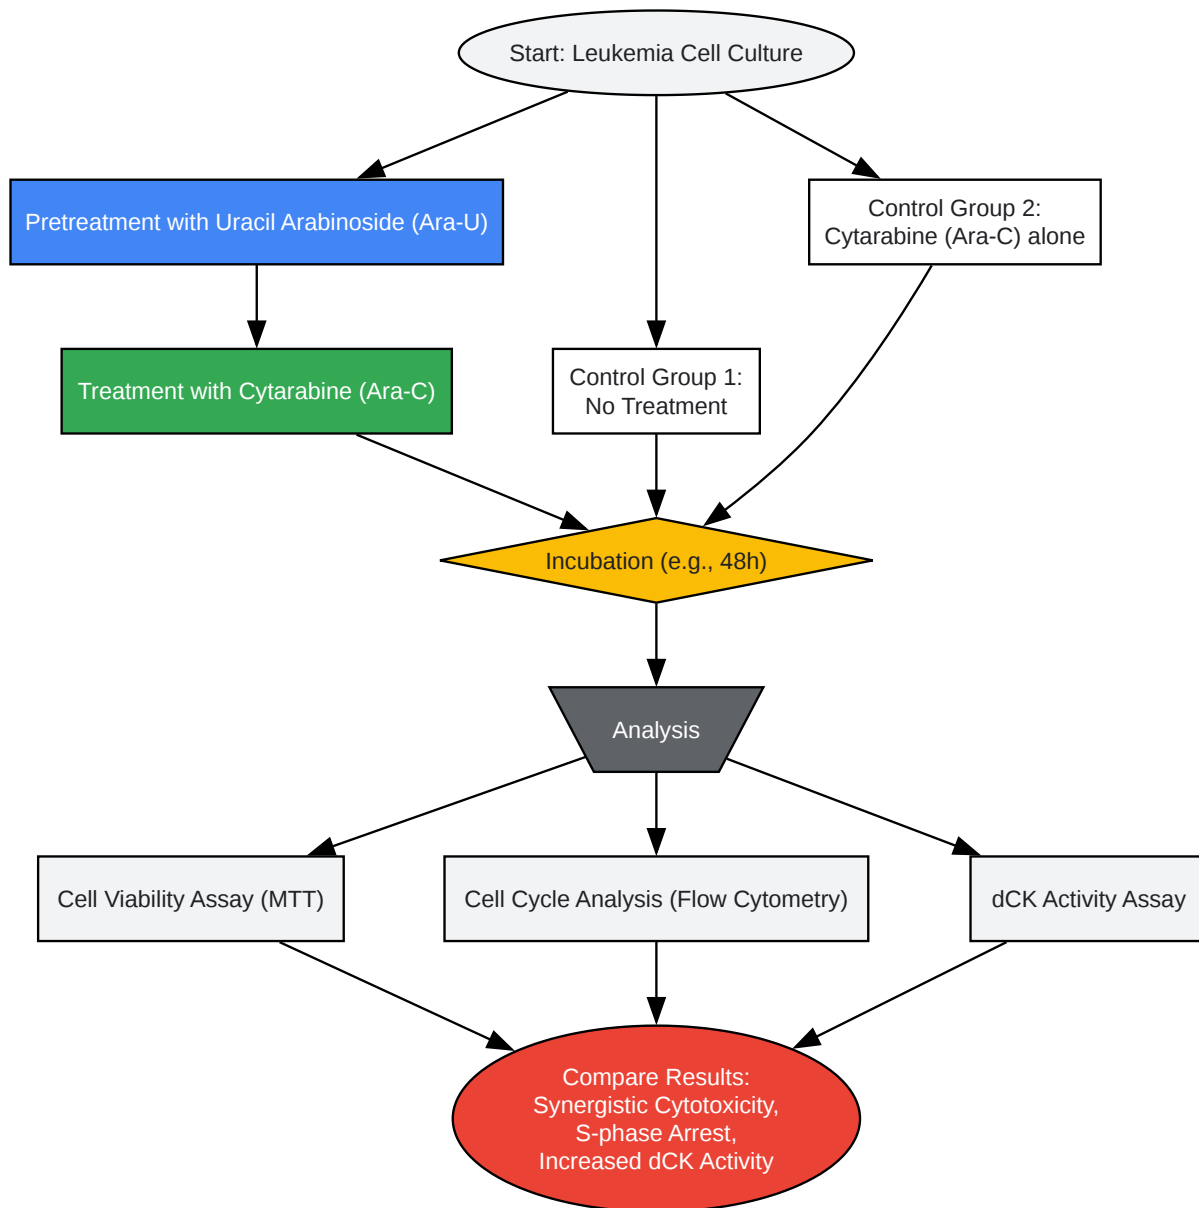 Start: Leukemia Cell Culture
Pretreatment with Uracil Arabinoside (Ara-U)
Control Group 2:
Cytarabine (Ara-C) alone
Treatment with Cytarabine (Ara-C)
Control Group 1:
No Treatment
Incubation (e.g., 48h)
Analysis
Cell Viability Assay (MTT)
Cell Cycle Analysis (Flow Cytometry)
dCK Activity Assay
Compare Results:
Synergistic Cytotoxicity,
S-phase Arrest,
Increased dCK Activity